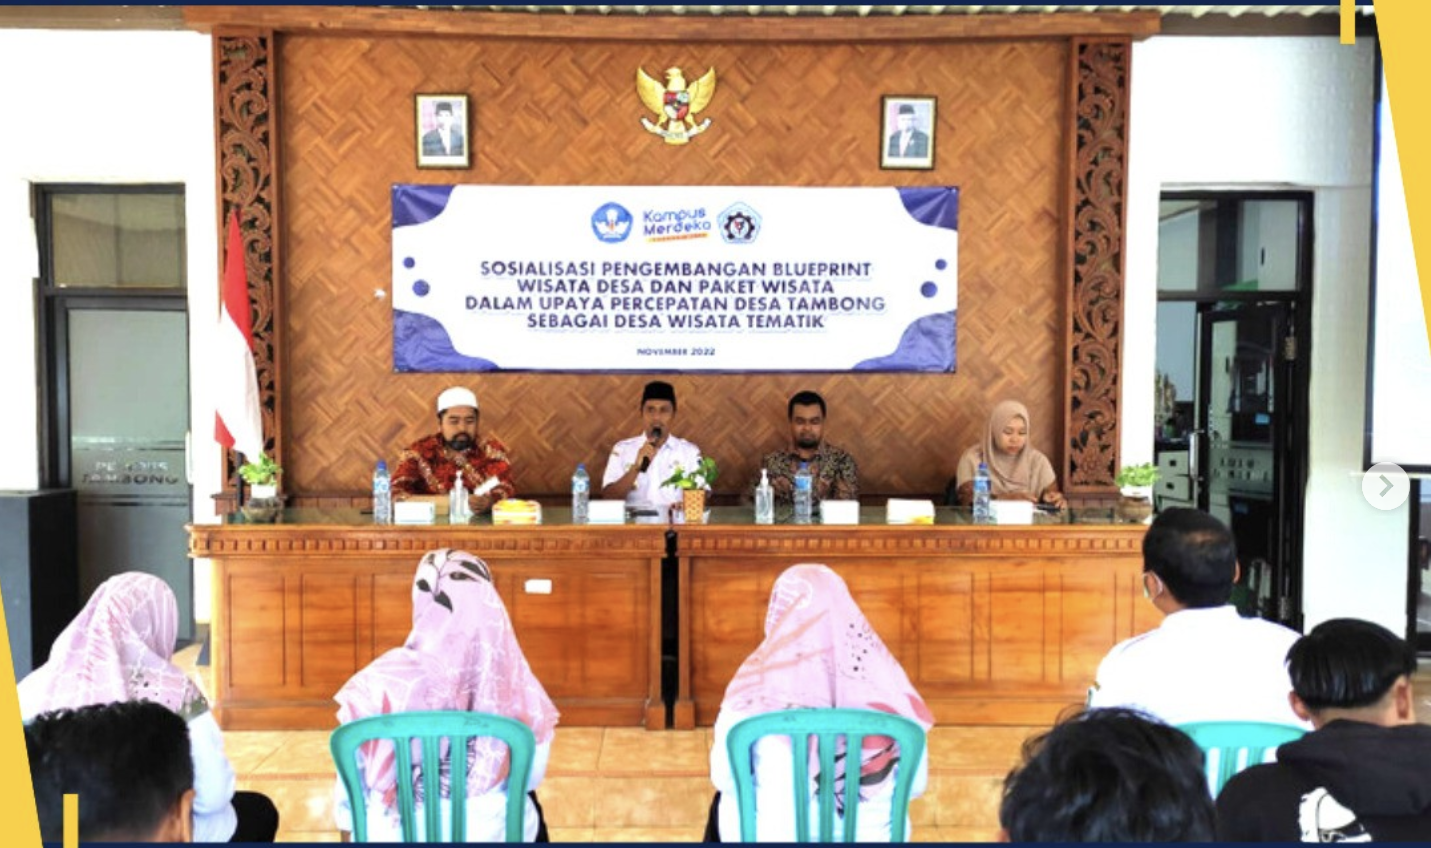 Kampus
Merdeka
SOSIALISASI PENGEMBANGAN BLUEPRINT
WISATA DESA DAN PAKET WISATA
DALAM UPAYA PERCEPATAN DESA TAMBONG
SEBAGAI DESA WISATA TEMATIK
NOVEMBER 2022
TAMBONG